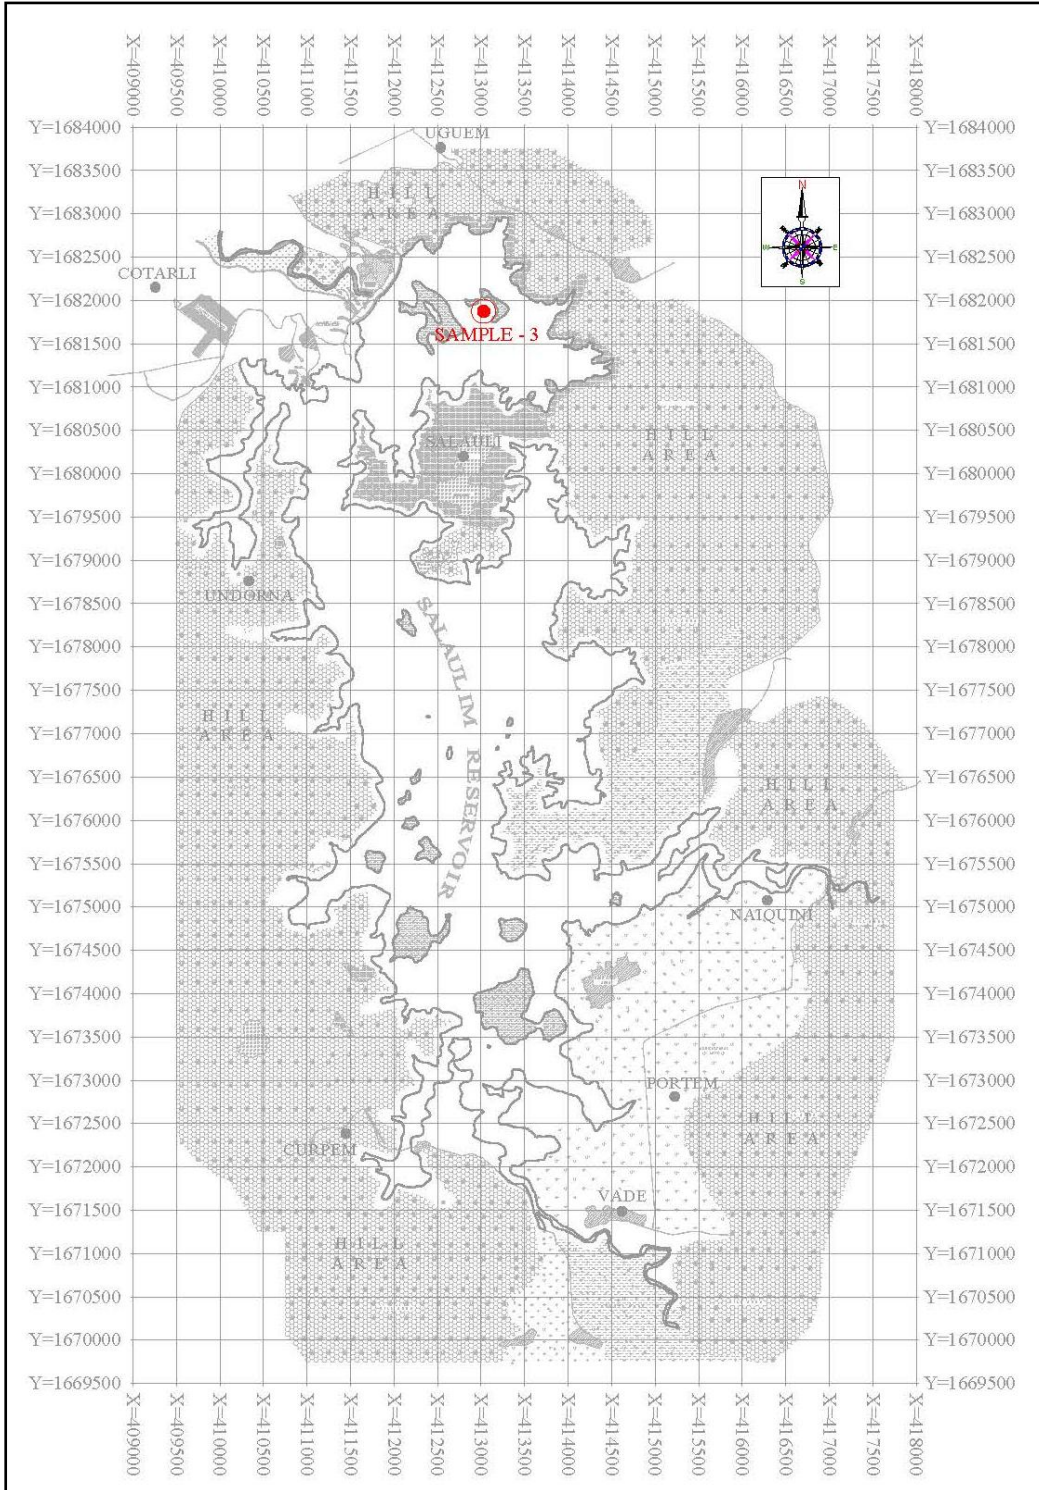 X=409000
X=409500
X=410000
X=410500
X=411000
X=411500
X=412000
X=412500
X=413000
X=413500
X=414000
X=414500
X=415000
X=415500
X=416000
X=416500
X=417000
X=417500
X=418000
Y=1684000 Y=1684000
UGUEM
Y=1683500 Y=1683500
N
HILL
AREA
Y=1683000 Y=1683000
W E
Y=1682500 Y=1682500
S
COTARLI
Y=1682000 Y=1682000
SAMPLE - 3
Y=1681500 Y=1681500
Y=1681000 Y=1681000
Y=1680500 Y=1680500
SALAULI
HILL
AREA
Y=1680000 Y=1680000
Y=1679500 Y=1679500
Y=1679000 Y=1679000
UNDORNA
Y=1678500 Y=1678500
Y=1678000 Y=1678000
SALAULIM RESERVOIR
Y=1677500 Y=1677500
HILL
AREA
Y=1677000 Y=1677000
Y=1676500 Y=1676500
HILL
AREA
Y=1676000 Y=1676000
Y=1675500 Y=1675500
Y=1675000 Y=1675000
NAIQUINI
Y=1674500 Y=1674500
Y=1674000 Y=1674000
Y=1673500 Y=1673500
Y=1673000 Y=1673000
PORTEM
Y=1672500 Y=1672500
HILL
AREA
CURPEM
Y=1672000 Y=1672000
VADE
Y=1671500 Y=1671500
HILL
AREA
Y=1671000 Y=1671000
Y=1670500 Y=1670500
Y=1670000 Y=1670000
Y=1669500 Y=1669500
X=409000
X=409500
X=410000
X=410500
X=411000
X=411500
X=412000
X=412500
X=413000
X=413500
X=414000
X=414500
X=415000
X=415500
X=416000
X=416500
X=417000
X=417500
X=418000